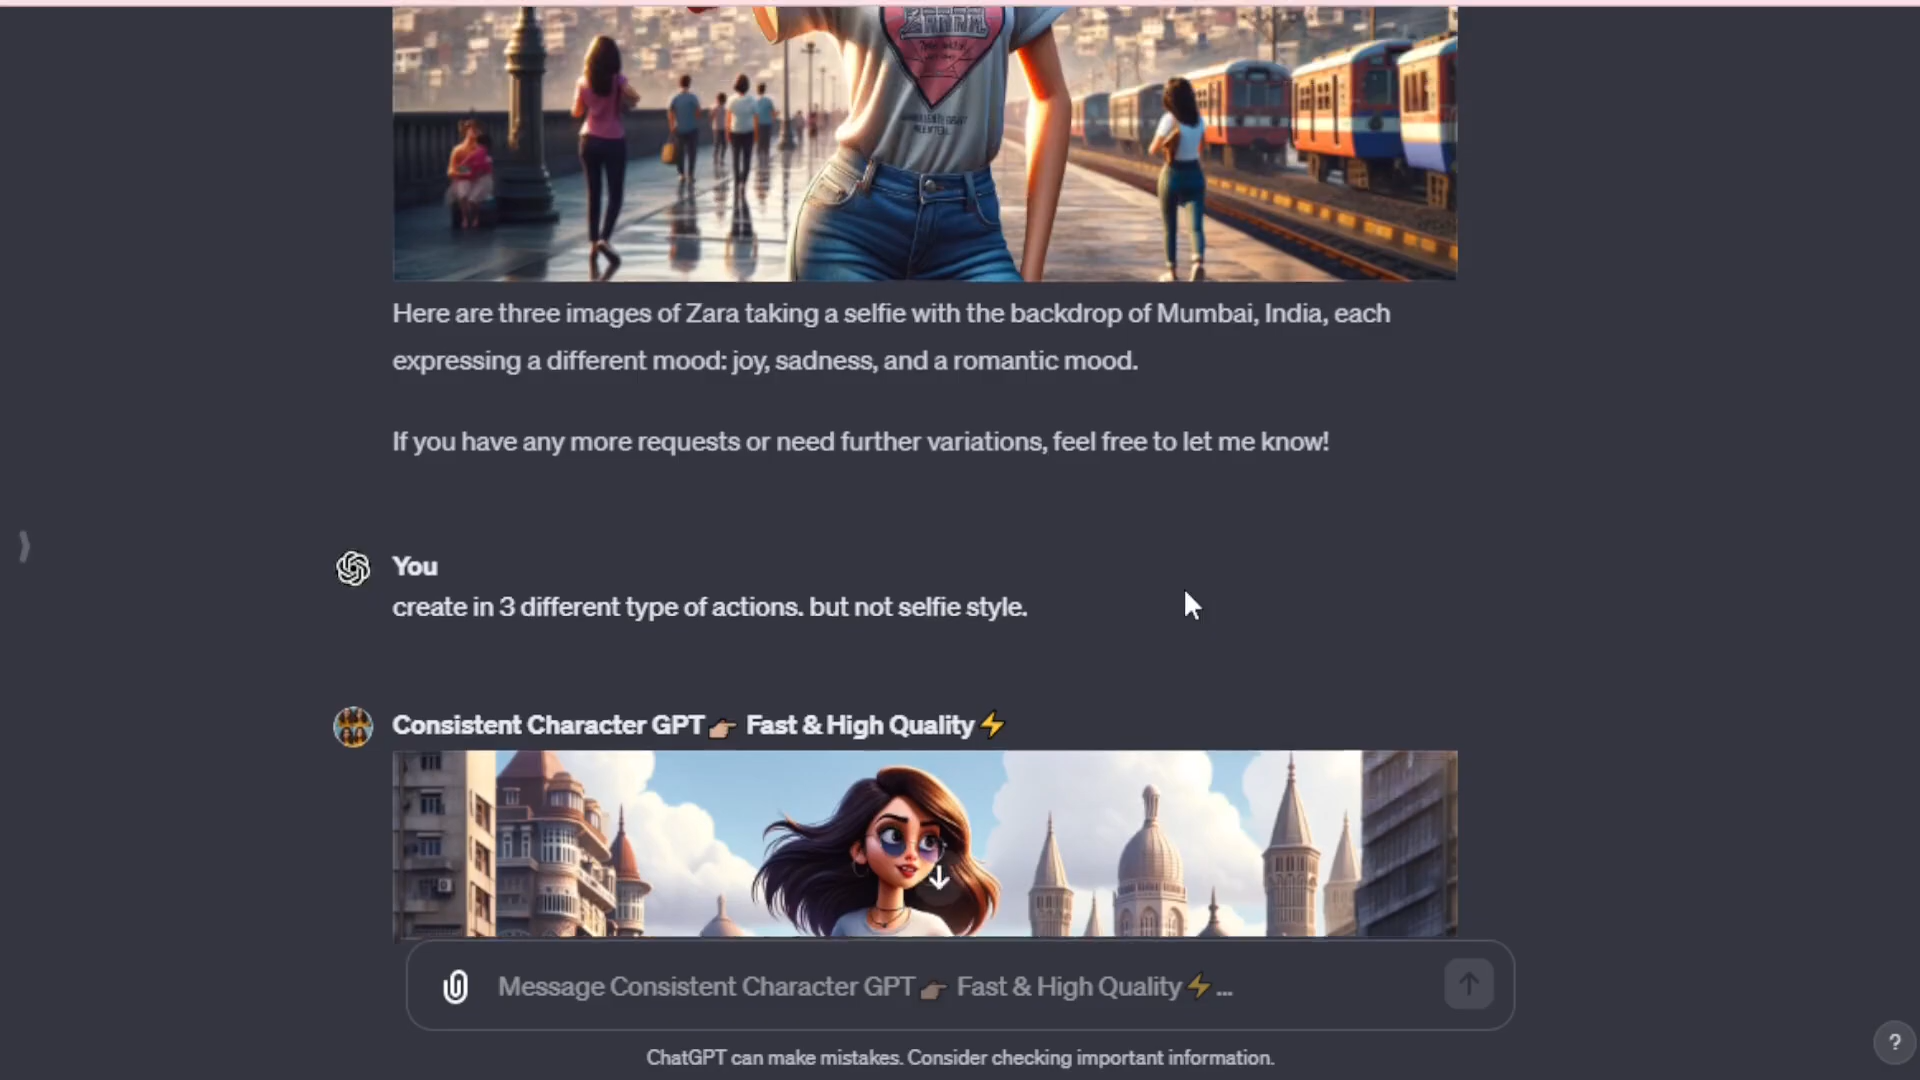 Here are three images of Zara taking a selfie with the backdrop of Mumbai, India, each
expressing a different mood: joy, sadness, and a romantic mood.
If you have any more requests or need further variations, feel free to let me know!
You
create in 3 different type of actions. but not selfie style.
Consistent Character GPT👉🏽 Fast & High Quality⚡
Message Consistent Character GPT👉🏽 Fast & High Quality⚡...
ChatGPT can make mistakes. Consider checking important information.
?